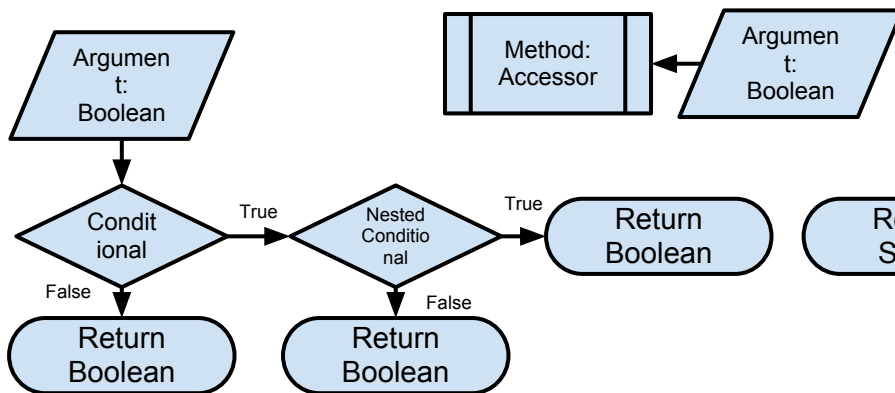 Argumen
t:
Boolean
Method:
Accessor
Argumen
t:
Boolean
Condit
ional
True
Nested
Conditio
nal
True
Return
Boolean
False
False
Return
Boolean
Return
Boolean